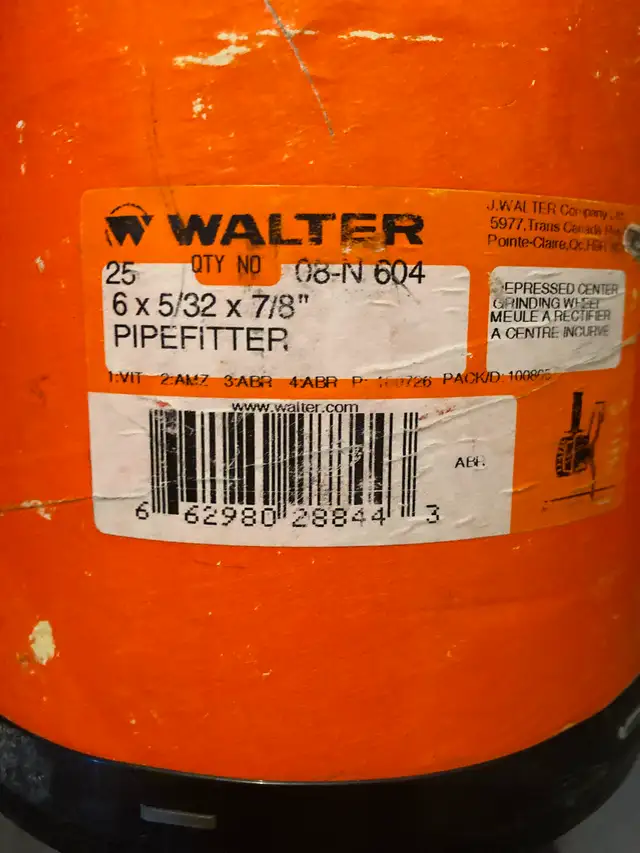 WALTER
J.WALTER Company
5977,Trans Canada
Pointe-Claire,Qc.H9R
25 QTY NO 08-N 604
6 x 5/32 x 7/8"
PIPEFITTER
DEPRESSED CENTER
GRINDING WHEEL
MEULE A RECTIFIER
A CENTRE INCURVE
1:VIT 2:AMZ 3:ABR 4:ABR P: PACK/D:
www.walter.com
ABR
6 62980 28844 3